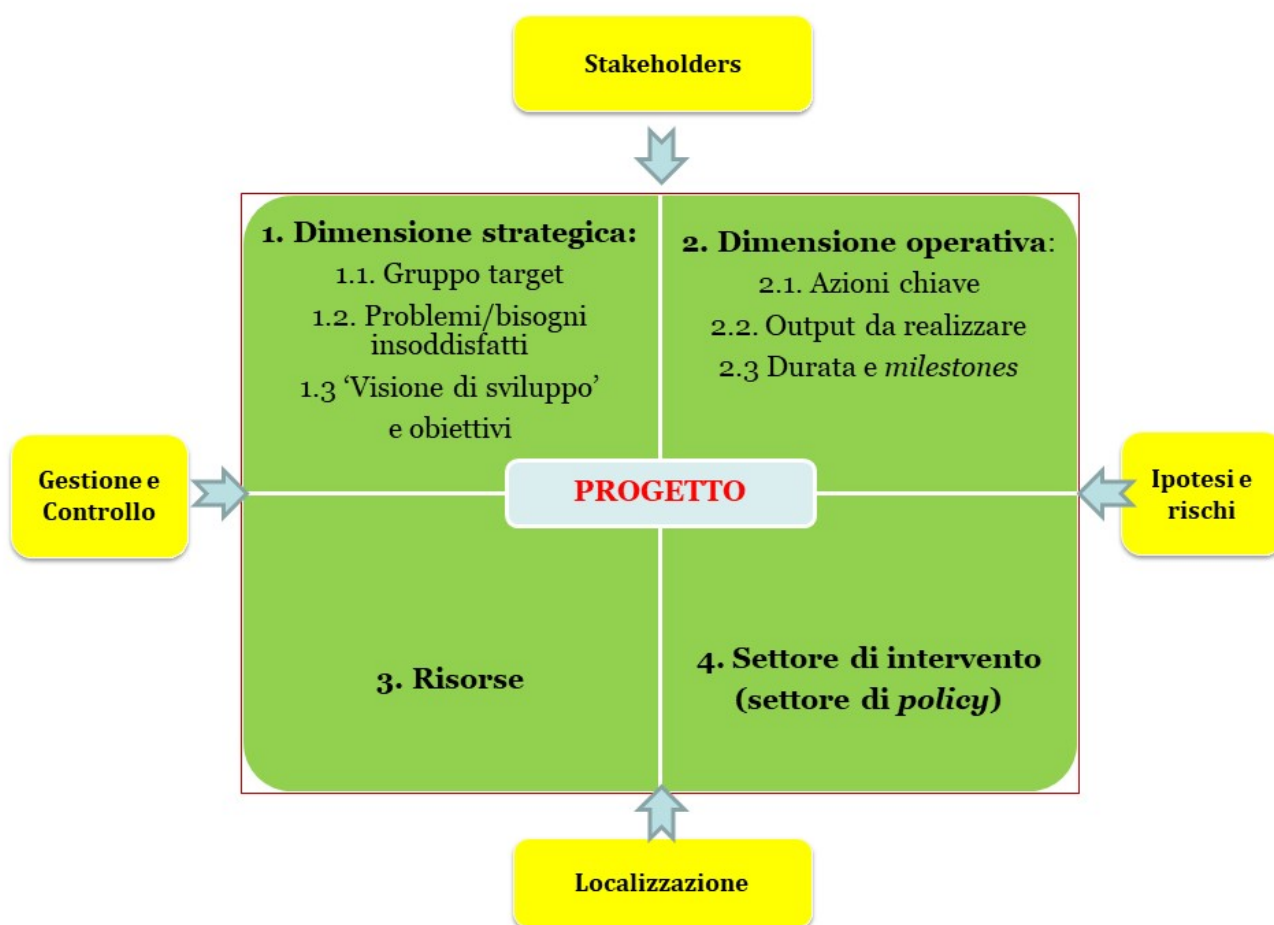 Stakeholders
1. Dimensione strategica:
1.1. Gruppo target
1.2. Problemi/bisogni
insoddisfatti
1.3 ‘Visione di sviluppo’
e obiettivi
2. Dimensione operativa:
2.1. Azioni chiave
2.2. Output da realizzare
2.3 Durata e milestones
Gestione e
Controllo
PROGETTO
Ipotesi e
rischi
3. Risorse
4. Settore di intervento
(settore di policy)
Localizzazione